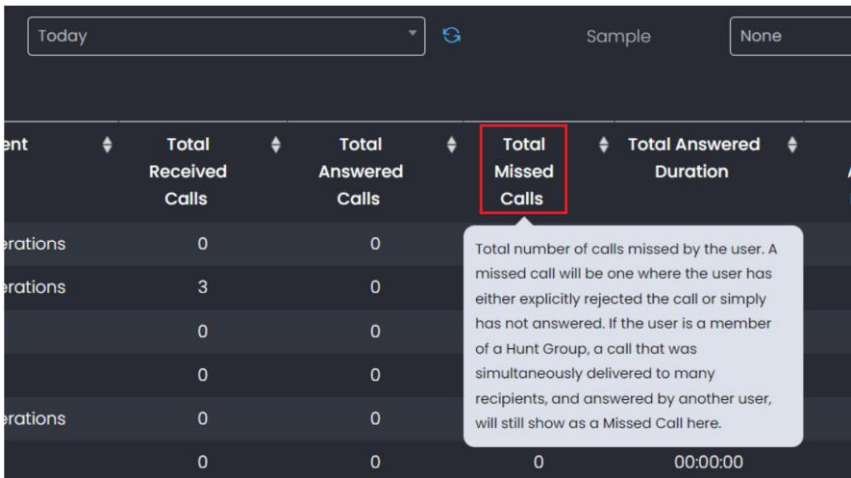 Today
Sample
None
ent
Total Received Calls
Total Answered Calls
Total Missed Calls
Total Answered Duration
erations 0 0
erations 3 0
0 0
0 0
erations 0 0
0 0 0 00:00:00
Total number of calls missed by the user. A
missed call will be one where the user has
either explicitly rejected the call or simply
has not answered. If the user is a member
of a Hunt Group, a call that was
simultaneously delivered to many
recipients, and answered by another user,
will still show as a Missed Call here.